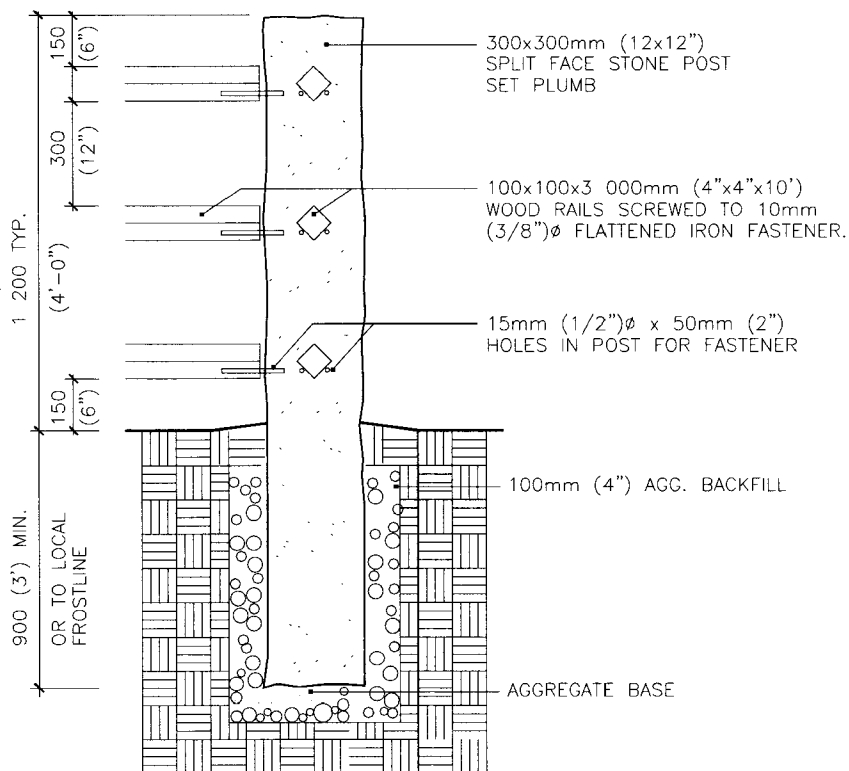 150
(6")
300x300mm (12x12")
SPLIT FACE STONE POST
SET PLUMB
300
(12")
100x100x3 000mm (4"x4"x10')
WOOD RAILS SCREWED TO 10mm
(3/8")ø FLATTENED IRON FASTENER.
1 200 TYP.
(4'-0")
15mm (1/2")ø x 50mm (2")
HOLES IN POST FOR FASTENER
150
(6")
100mm (4") AGG. BACKFILL
900 (3') MIN.
OR TO LOCAL
FROSTLINE
AGGREGATE BASE